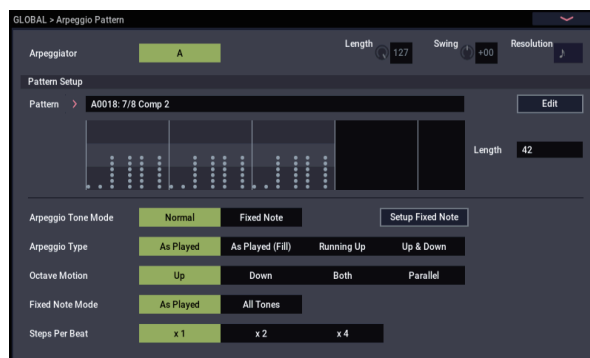 GLOBAL > Arpeggio Pattern
Arpeggiator A Length 127 Swing +00 Resolution ♪
Pattern Setup
Pattern > A0018: 7/8 Comp 2 Edit
Length 42
Arpeggio Tone Mode Normal Fixed Note Setup Fixed Note
Arpeggio Type As Played As Played (Fill) Running Up Up & Down
Octave Motion Up Down Both Parallel
Fixed Note Mode As Played All Tones
Steps Per Beat x 1 x 2 x 4